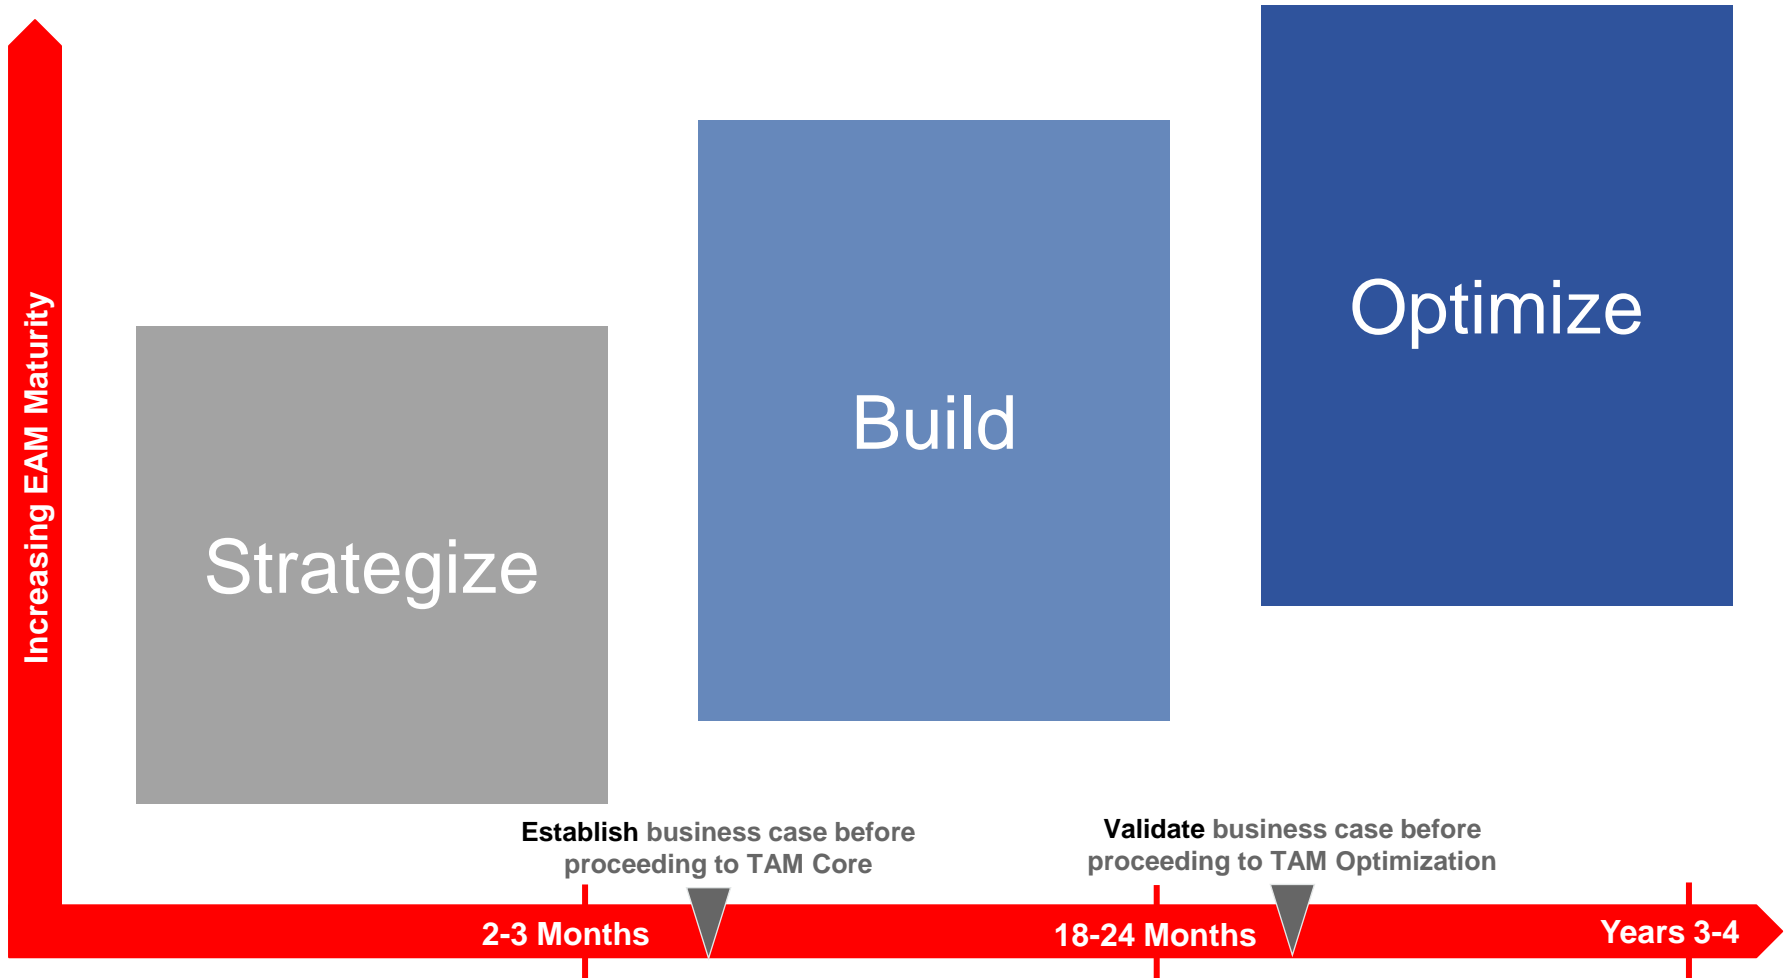 Increasing EAM Maturity
Strategize
Build
Optimize
Establish business case before
proceeding to TAM Core
Validate business case before
proceeding to TAM Optimization
2-3 Months
18-24 Months
Years 3-4